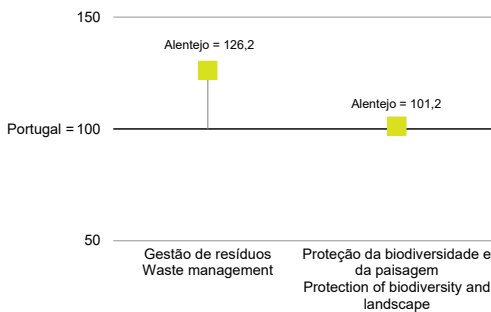 150
Alentejo = 126,2
Alentejo = 101,2
Portugal = 100
50
Gestão de resíduos
Waste management
Proteção da biodiversidade e
da paisagem
Protection of biodiversity and
landscape